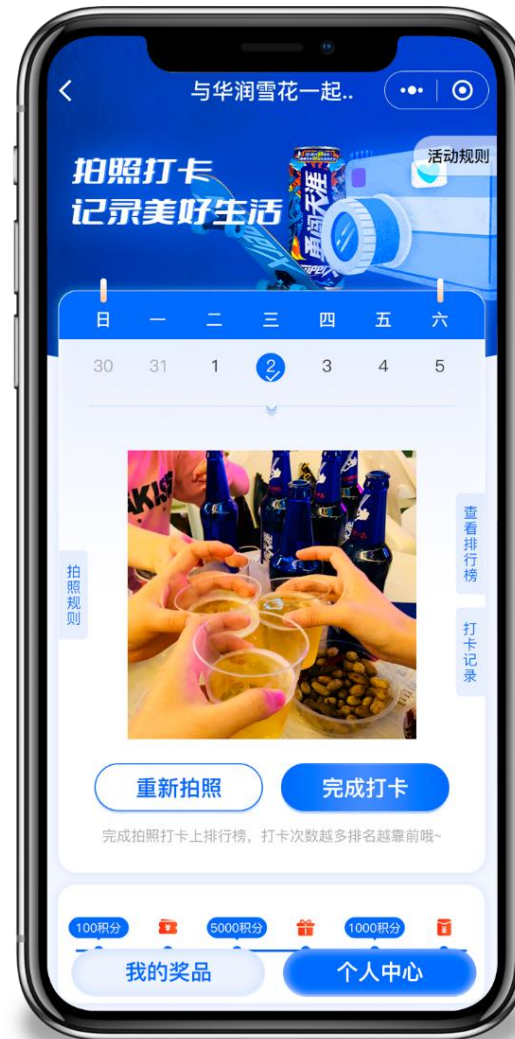 与华润雪花一起..
活动规则
拍照打卡
记录美好生活
勇闯天涯
superX
日 一 二 三 四 五 六
30 31 1 2 3 4 5
拍照规则
查看排行榜
打卡记录
重新拍照
完成打卡
完成拍照打卡上排行榜，打卡次数越多排名越靠前哦~
100积分
5000积分
1000积分
我的奖品
个人中心